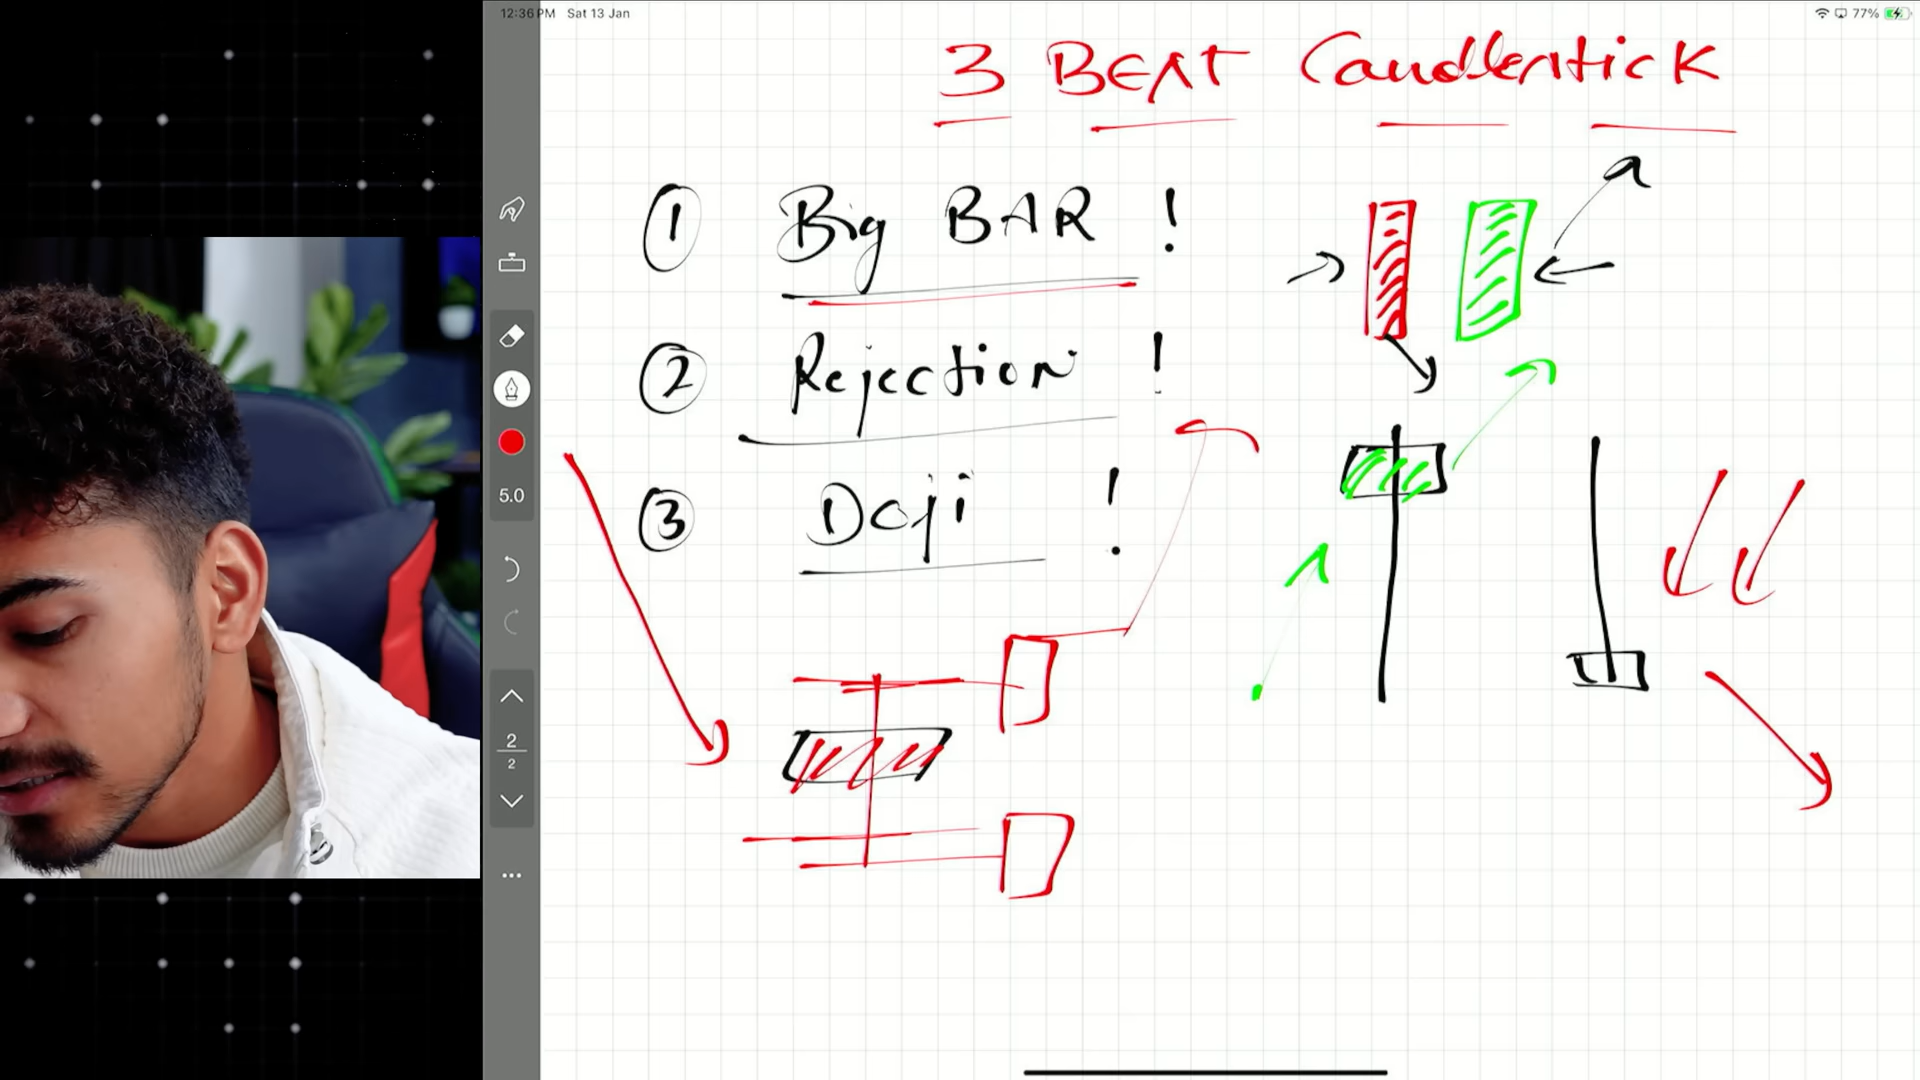 12:36 PM Sat 13 Jan
77%
3 BEAT Candlestick
1 Big BAR !
2 Rejection !
3 Doji !
5.0
2
2